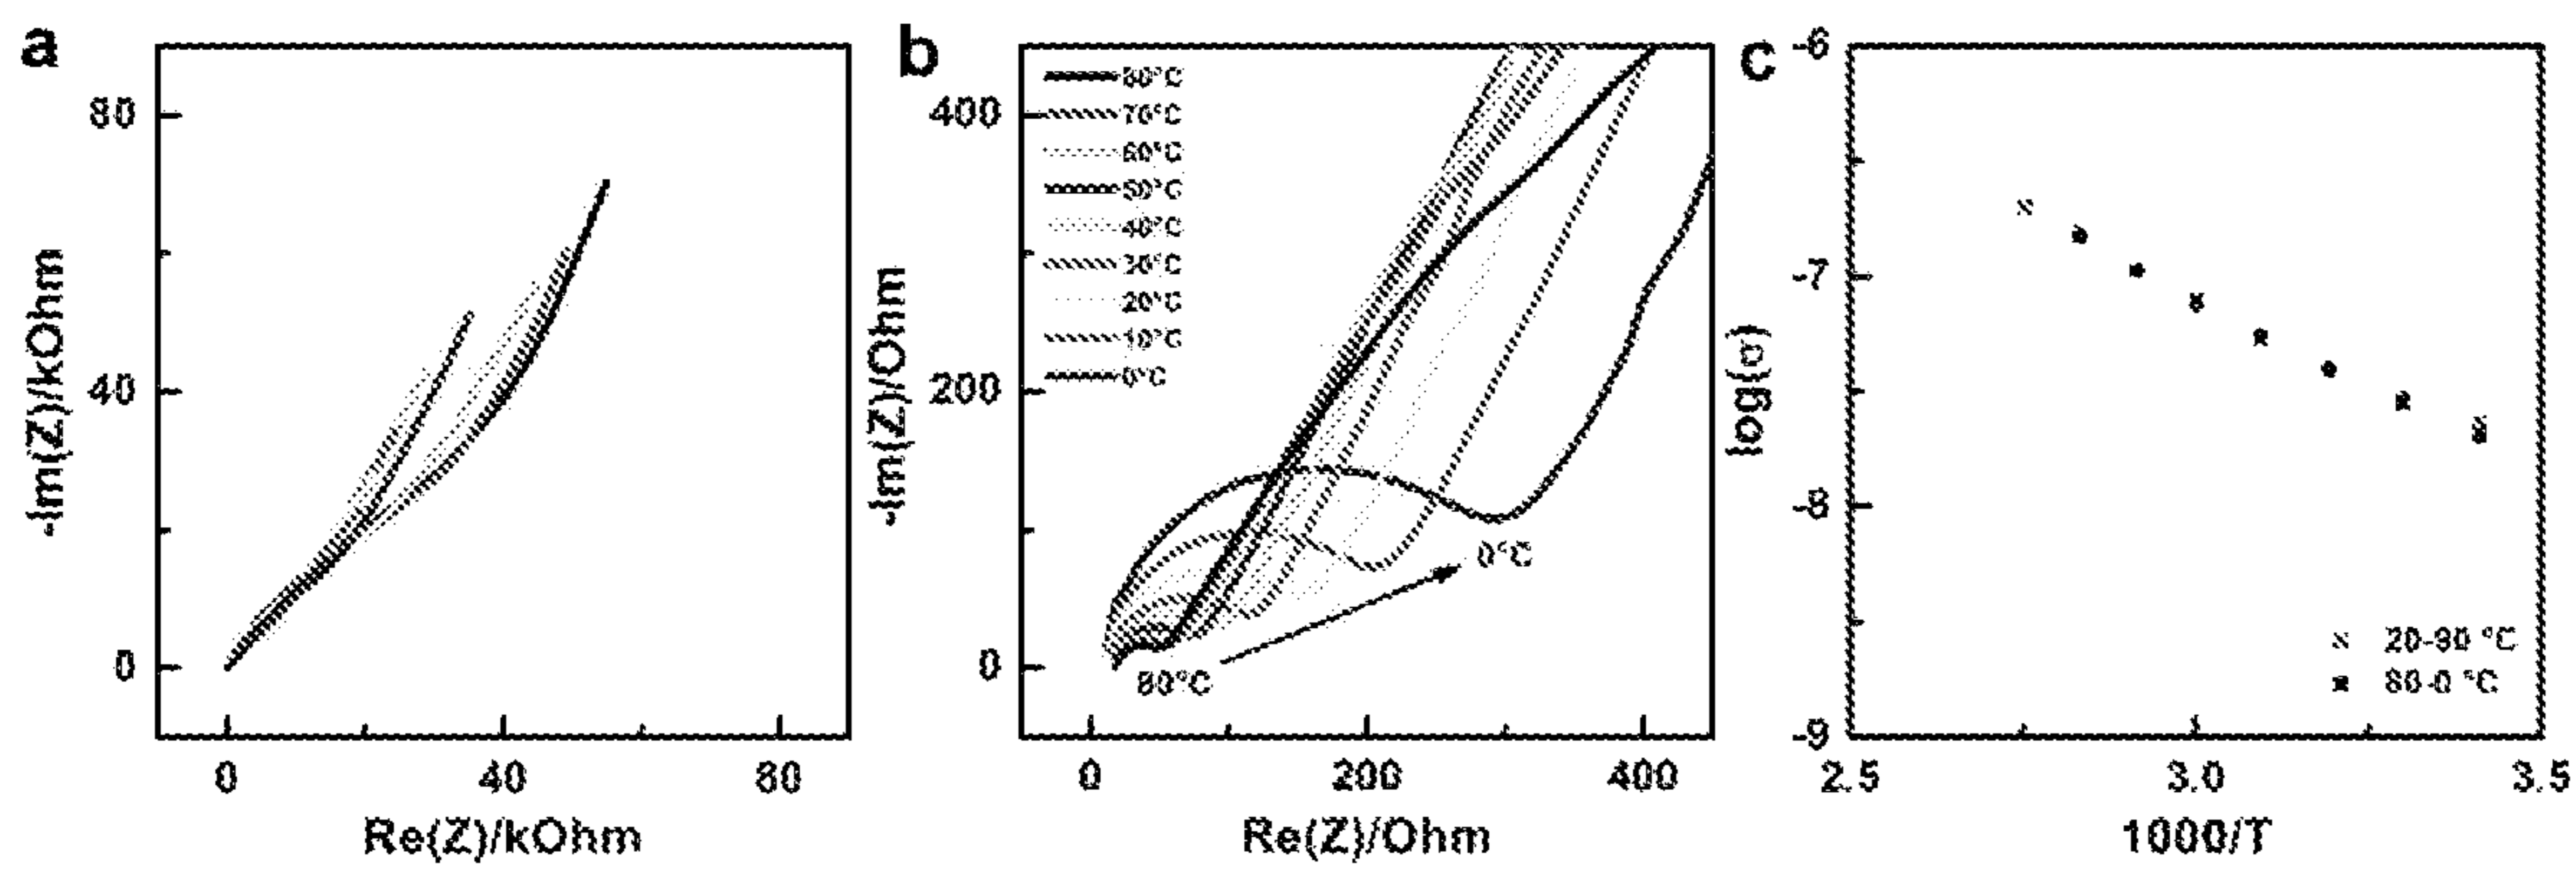 a
80
40
0
0
40
80
-Im(Z)/kOhm
Re(Z)/kOhm
b
80°C
70°C
60°C
50°C
40°C
30°C
20°C
10°C
0°C
400
200
0
0
200
400
0°C
80°C
-Im(Z)/Ohm
Re(Z)/Ohm
c
-6
-7
-8
-9
2.5
3.0
3.5
log(σ)
1000/T
20-90 °C
80-0 °C